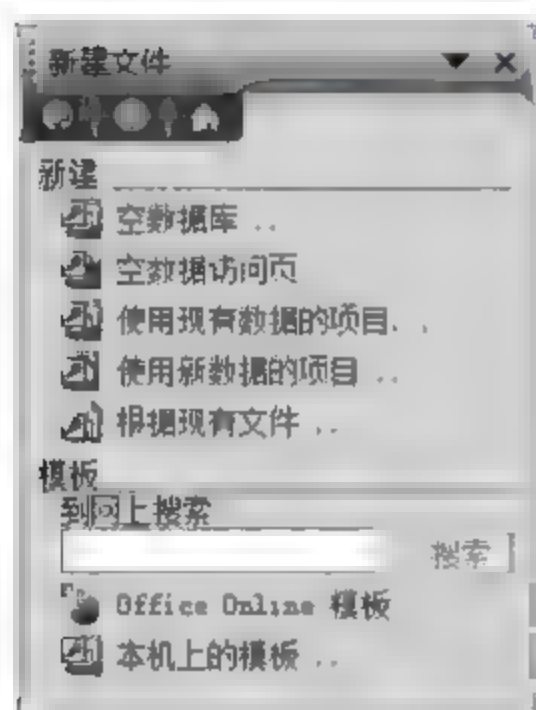 新建文件
新建
空数据库...
空数据访问页
使用现有数据的项目...
使用新数据的项目...
根据现有文件...
模板
到网上搜索
搜索
Office Online 模板
本机上的模板...